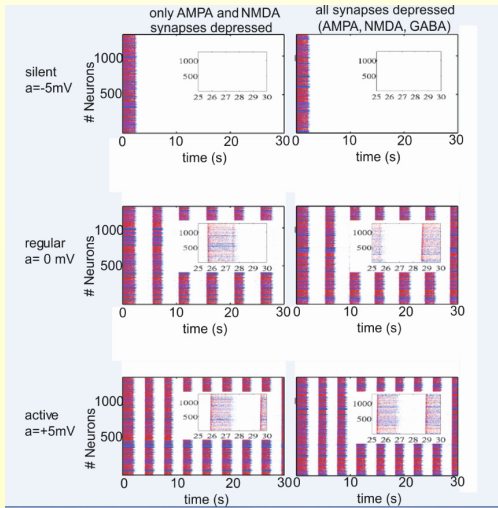 only AMPA and NMDA
synapses depressed
all synapses depressed
(AMPA, NMDA, GABA)
silent
a=-5mV
# Neurons
1000
500
1000
500
25 26 27 28 29 30
0 10 20 30
time (s)
1000
500
25 26 27 28 29 30
0 10 20 30
time (s)
regular
a= 0 mV
# Neurons
1000
500
1000
500
25 26 27 28 29 30
0 10 20 30
time (s)
1000
500
25 26 27 28 29 30
0 10 20 30
time (s)
active
a=+5mV
# Neurons
1000
500
1000
500
25 26 27 28 29 30
0 10 20 30
time (s)
1000
500
25 26 27 28 29 30
0 10 20 30
time (s)